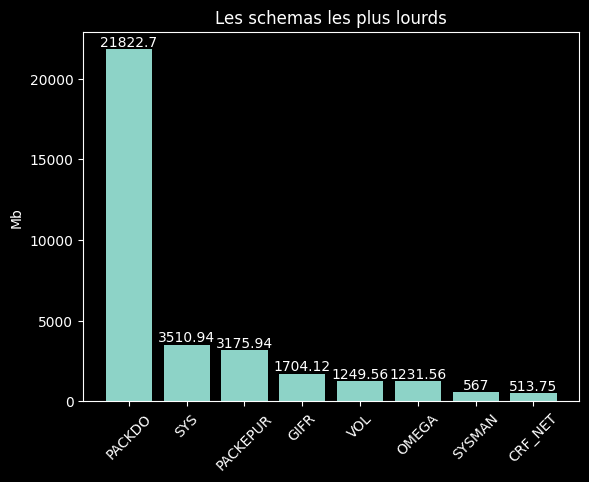 Les schemas les plus lourds
Mb
20000
15000
10000
5000
0
21822.7
3510.94
3175.94
1704.12
1249.56
1231.56
567
513.75
PACKDO
SYS
PACKEPUR
GIFR
VOL
OMEGA
SYSMAN
CRF_NET